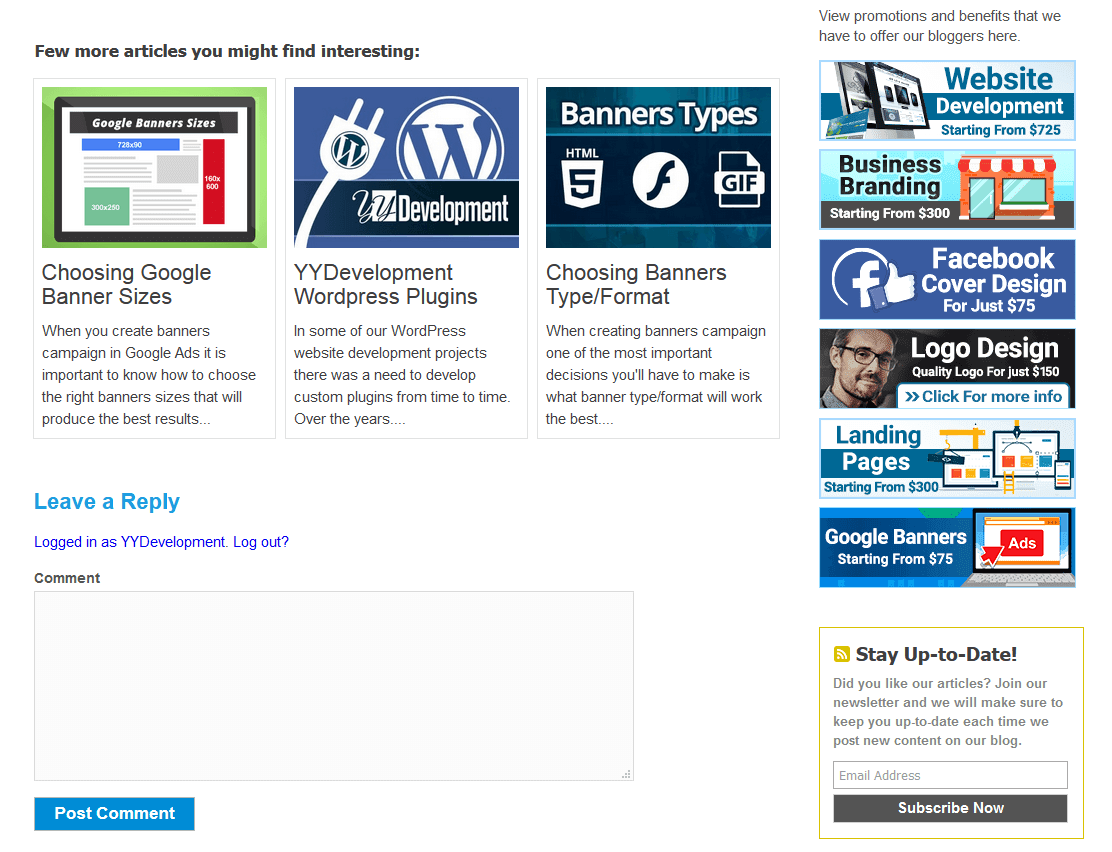 Few more articles you might find interesting:
Google Banners Sizes
728x90
160x
600
300x250
Choosing Google
Banner Sizes
When you create banners
campaign in Google Ads it is
important to know how to choose
the right banners sizes that will
produce the best results...
YYDevelopment
YYDevelopment
Wordpress Plugins
In some of our WordPress
website development projects
there was a need to develop
custom plugins from time to time.
Over the years....
Banners Types
HTML
5
GIF
Choosing Banners
Type/Format
When creating banners campaign
one of the most important
decisions you'll have to make is
what banner type/format will work
the best....
Leave a Reply
Logged in as YYDevelopment. Log out?
Comment
Post Comment
View promotions and benefits that we
have to offer our bloggers here.
Website
Development
Starting From $725
Business
Branding
Starting From $300
Facebook
Cover Design
For Just $75
Logo Design
Quality Logo For just $150
» Click For more info
Landing
Pages
Starting From $300
Google Banners
Starting From $75
Ads
Stay Up-to-Date!
Did you like our articles? Join our
newsletter and we will make sure to
keep you up-to-date each time we
post new content on our blog.
Email Address
Subscribe Now